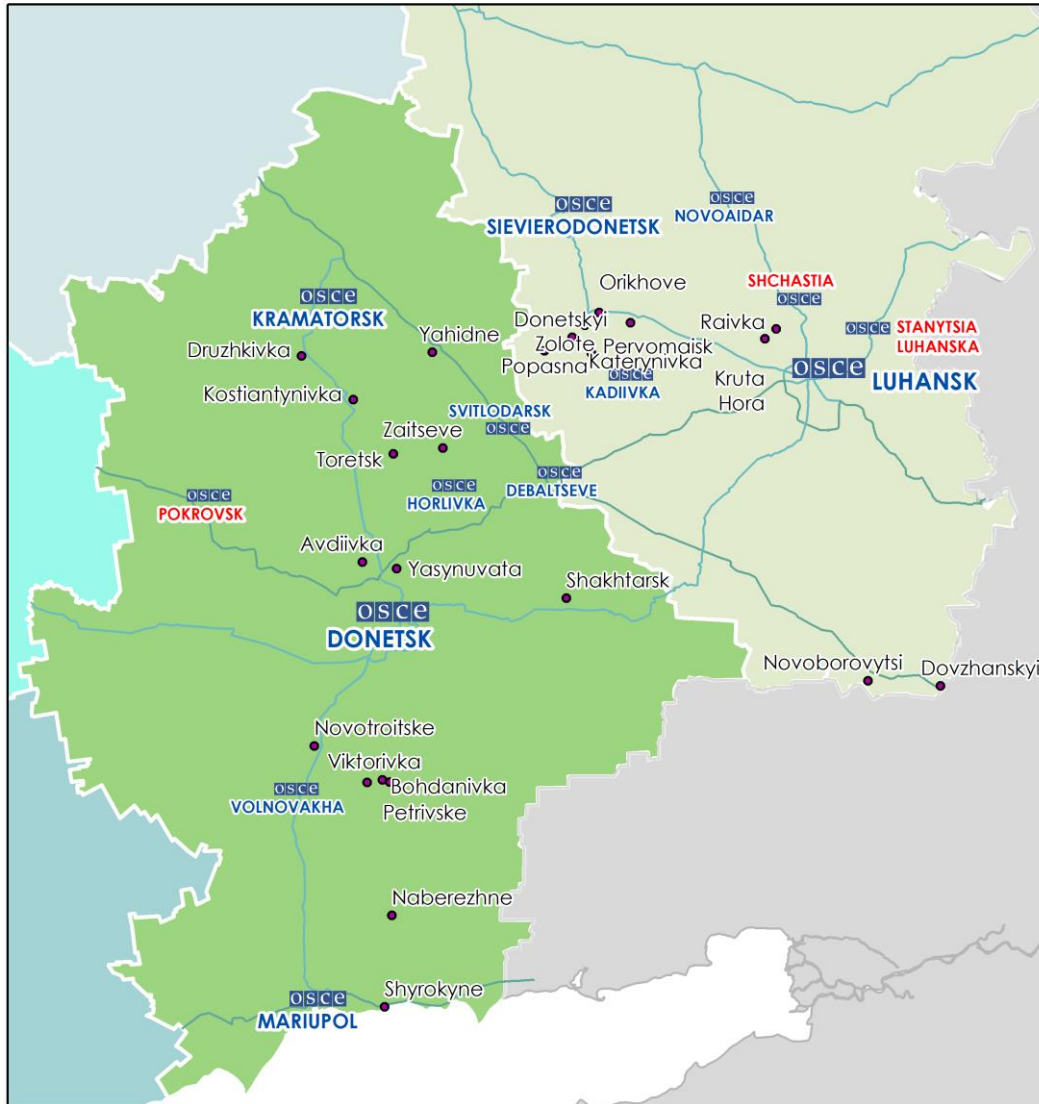 osce
SIEVIERODONETSK
osce
NOVOAIDAR
SHCHASTIA
osce
osce
STANYTSIA
LUHANSKA
osce
KRAMATORSK
Orikhove
Donetskyi
Zolote
Pervomaisk
Popasna
Katerynivka
osce
KADIIVKA
Raivka
Kruta
Hora
osce
LUHANSK
Druzhkivka
Yahidne
Kostiantynivka
SVITLODARSK
osce
Zaitseve
Toretsk
osce
HORLIVKA
osce
DEBALTSEVE
osce
POKROVSK
Avdiivka
Yasynuvata
Shakhtarsk
osce
DONETSK
Novoborovytsi
Dovzhanskyi
Novotroitske
Viktorivka
Bohdanivka
Petrivske
osce
VOLNOVAKHA
Naberezhne
Shyrokyne
osce
MARIUPOL